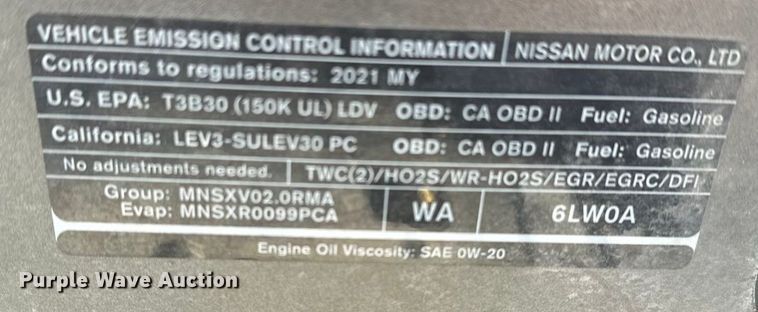 VEHICLE EMISSION CONTROL INFORMATION NISSAN MOTOR CO., LTD
Conforms to regulations: 2021 MY
U.S. EPA: T3B30 (150K UL) LDV OBD: CA OBD II Fuel: Gasoline
California: LEV3-SULEV30 PC OBD: CA OBD II Fuel: Gasoline
No adjustments needed. TWC(2)/HO2S/WR-HO2S/EGR/EGRC/DFI
Group: MNSXV02.0RMA
Evap: MNSXR0099PCA
WA
6LW0A
Engine Oil Viscosity: SAE 0W-20
Purple Wave Auction